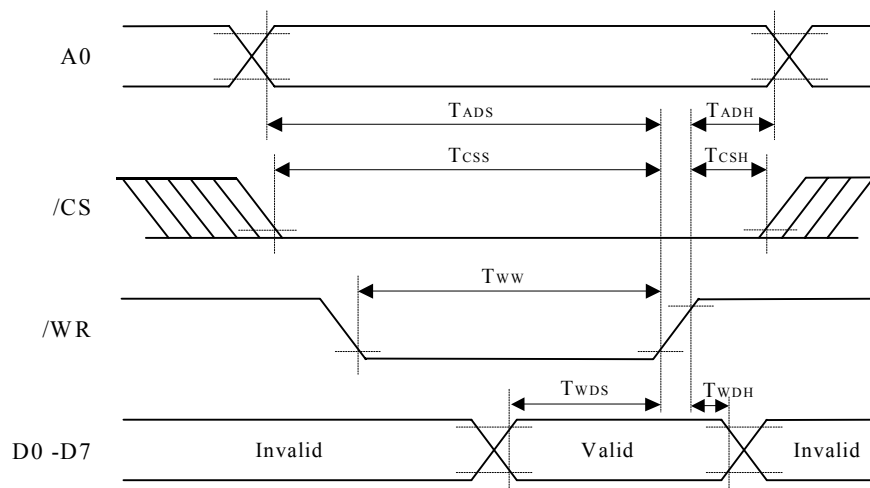 A0
TADS
TADH
TCSS
TCSH
/CS
TWW
/WR
TWDS
TWDH
D0 -D7
Invalid
Valid
Invalid